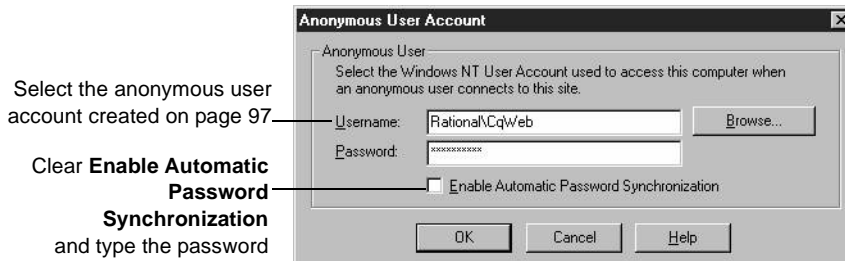 Anonymous User Account
Anonymous User
Select the Windows NT User Account used to access this computer when
an anonymous user connects to this site.
Select the anonymous user
account created on page 97
Username:
Rational\CqWeb
Browse...
Password:
**********
Clear Enable Automatic
Password
Synchronization
and type the password
Enable Automatic Password Synchronization
OK
Cancel
Help